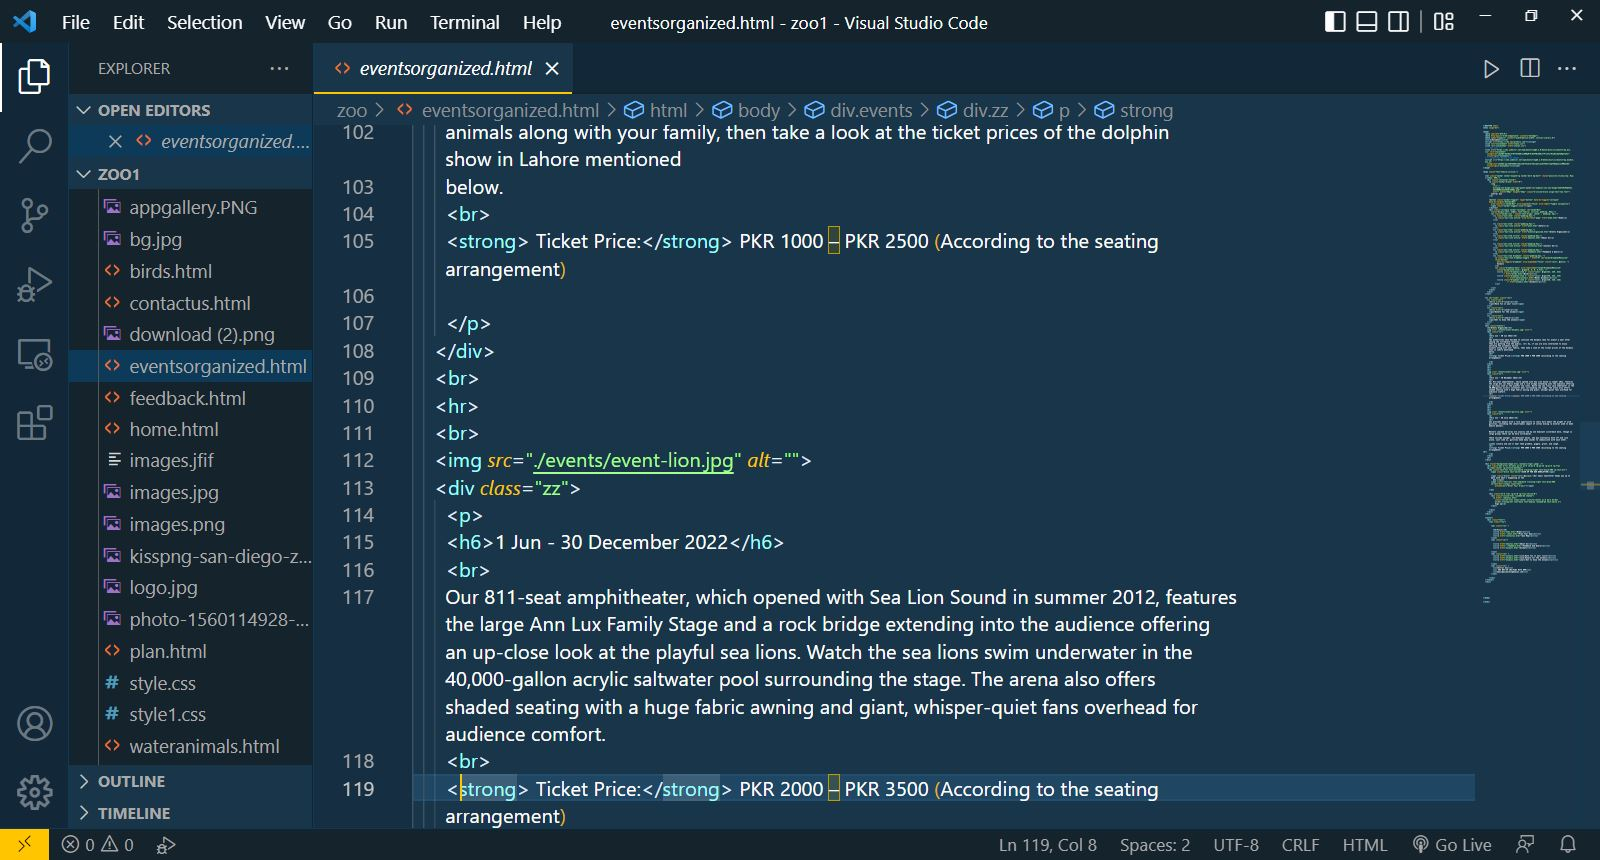 File Edit Selection View Go Run Terminal Help eventsorganized.html - zoo1 - Visual Studio Code
EXPLORER ···
eventsorganized.html
OPEN EDITORS
eventsorganized....
ZOO1
appgallery.PNG
bg.jpg
birds.html
contactus.html
download (2).png
eventsorganized.html
feedback.html
home.html
images.jfif
images.jpg
images.png
kisspng-san-diego-z...
logo.jpg
photo-1560114928-...
plan.html
# style.css
# style1.css
wateranimals.html
OUTLINE
TIMELINE
zoo > eventsorganized.html > html > body > div.events > div.zz > p > strong
102 animals along with your family, then take a look at the ticket prices of the dolphin
show in Lahore mentioned
103 below.
104 <br>
105 <strong> Ticket Price:</strong> PKR 1000 – PKR 2500 (According to the seating
arrangement)
106
107 </p>
108 </div>
109 <br>
110 <hr>
111 <br>
112 <img src="./events/event-lion.jpg" alt="">
113 <div class="zz">
114 <p>
115 <h6>1 Jun - 30 December 2022</h6>
116 <br>
117 Our 811-seat amphitheater, which opened with Sea Lion Sound in summer 2012, features
the large Ann Lux Family Stage and a rock bridge extending into the audience offering
an up-close look at the playful sea lions. Watch the sea lions swim underwater in the
40,000-gallon acrylic saltwater pool surrounding the stage. The arena also offers
shaded seating with a huge fabric awning and giant, whisper-quiet fans overhead for
audience comfort.
118 <br>
119 <strong> Ticket Price:</strong> PKR 2000 – PKR 3500 (According to the seating
arrangement)
0 0 Ln 119, Col 8 Spaces: 2 UTF-8 CRLF HTML Go Live